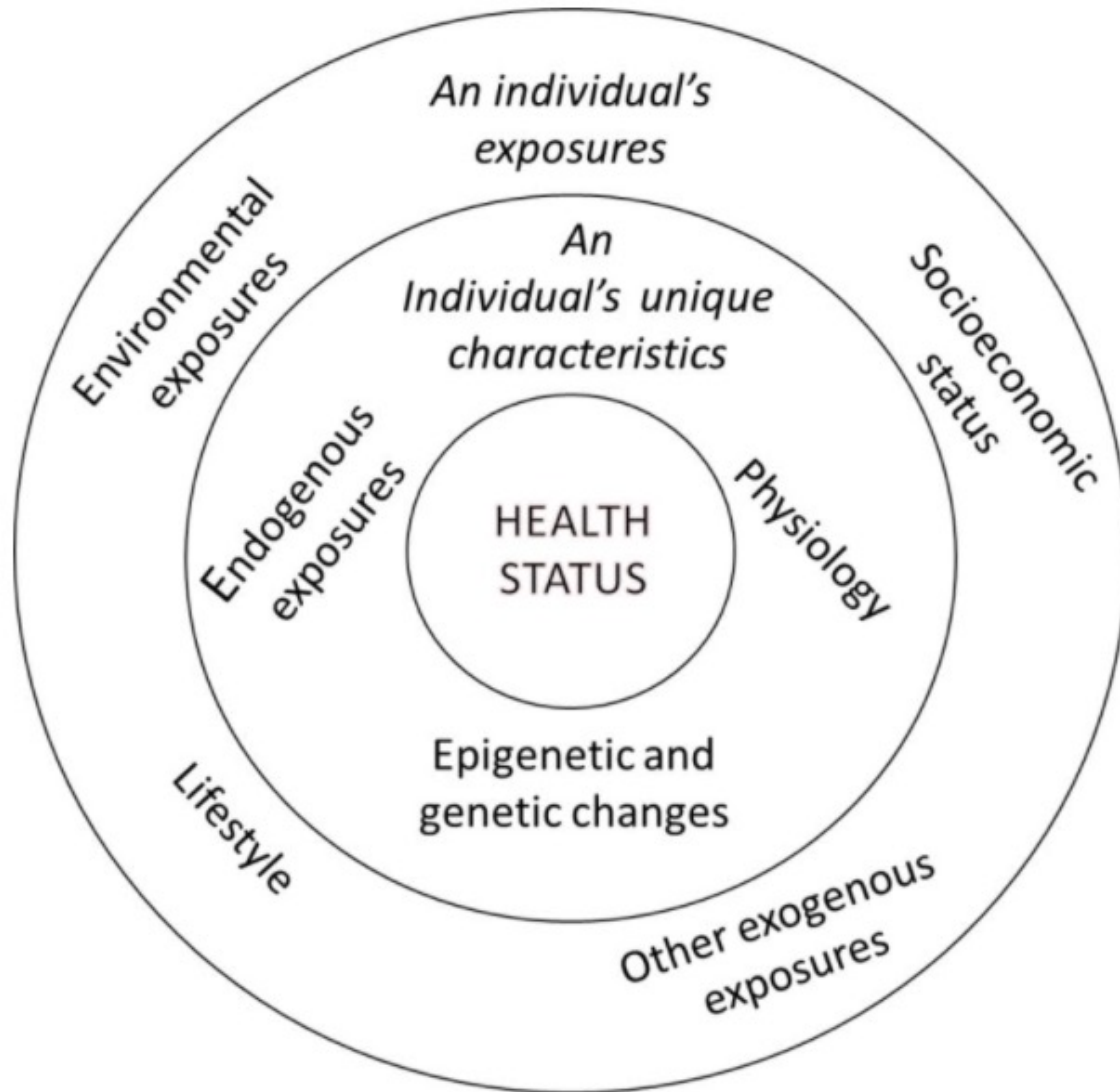 An individual’s
exposures
Environmental
exposures
Socioeconomic
status
An
Individual’s unique
characteristics
Endogenous
exposures
Physiology
HEALTH
STATUS
Epigenetic and
genetic changes
Lifestyle
Other exogenous
exposures